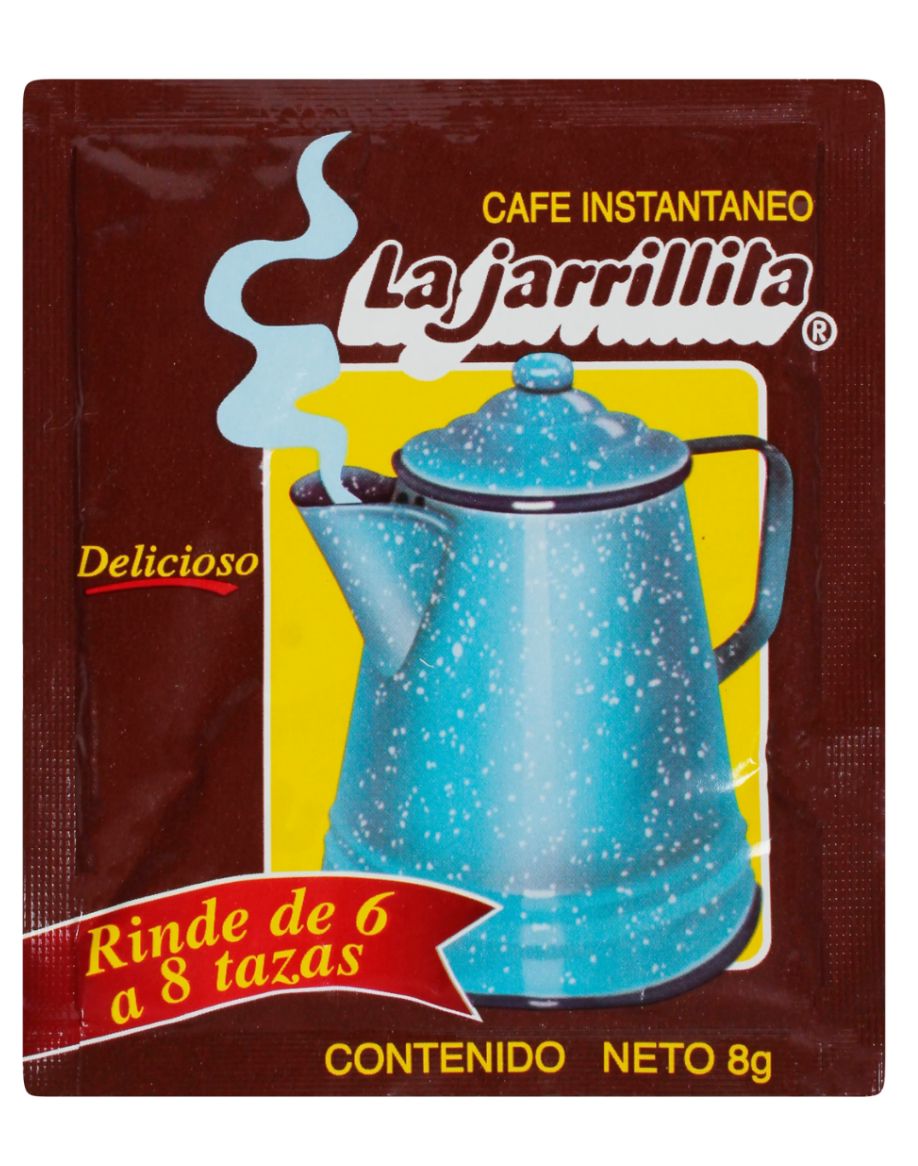 CAFE INSTANTANEO
La jarrillita ®
Delicioso
Rinde de 6
a 8 tazas
CONTENIDO NETO 8g